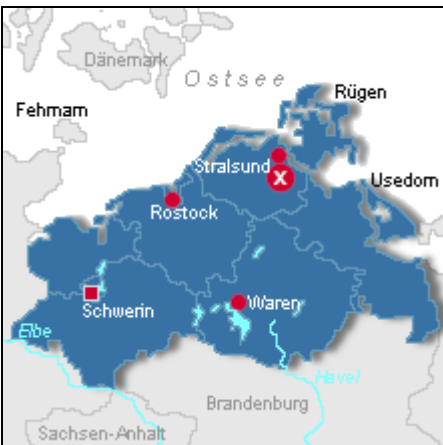 Dänemark
Ostsee
Rügen
Fehmarn
Stralsund
X
Usedom
Rostock
Schwerin
Waren
Elbe
Havel
Brandenburg
Sachsen-Anhalt